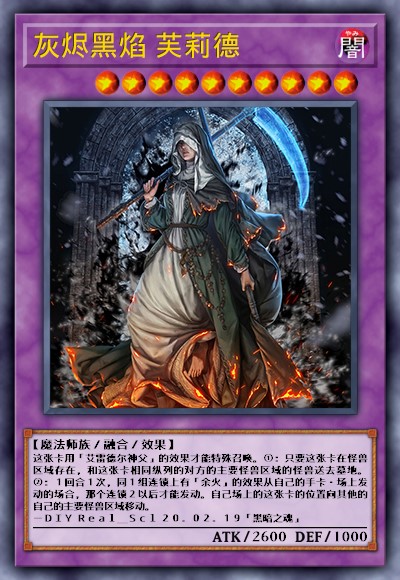 灰烬黑焰 芙莉德
やみ
闇
【魔法师族／融合／效果】
这张卡用「艾雷德尔神父」的效果才能特殊召唤。①：只要这张卡在怪兽
区域存在，和这张卡相同纵列的对方的主要怪兽区域的怪兽送去墓地。
②：1回合1次，同1组连锁上有「余火」的效果从自己的手卡·场上发
动的场合，那个连锁2以后才能发动。自己场上的这张卡的位置向其他的
自己的主要怪兽区域移动。
－DIY Real__Scl 20.02.19「黑暗之魂」
ATK/2600 DEF/1000